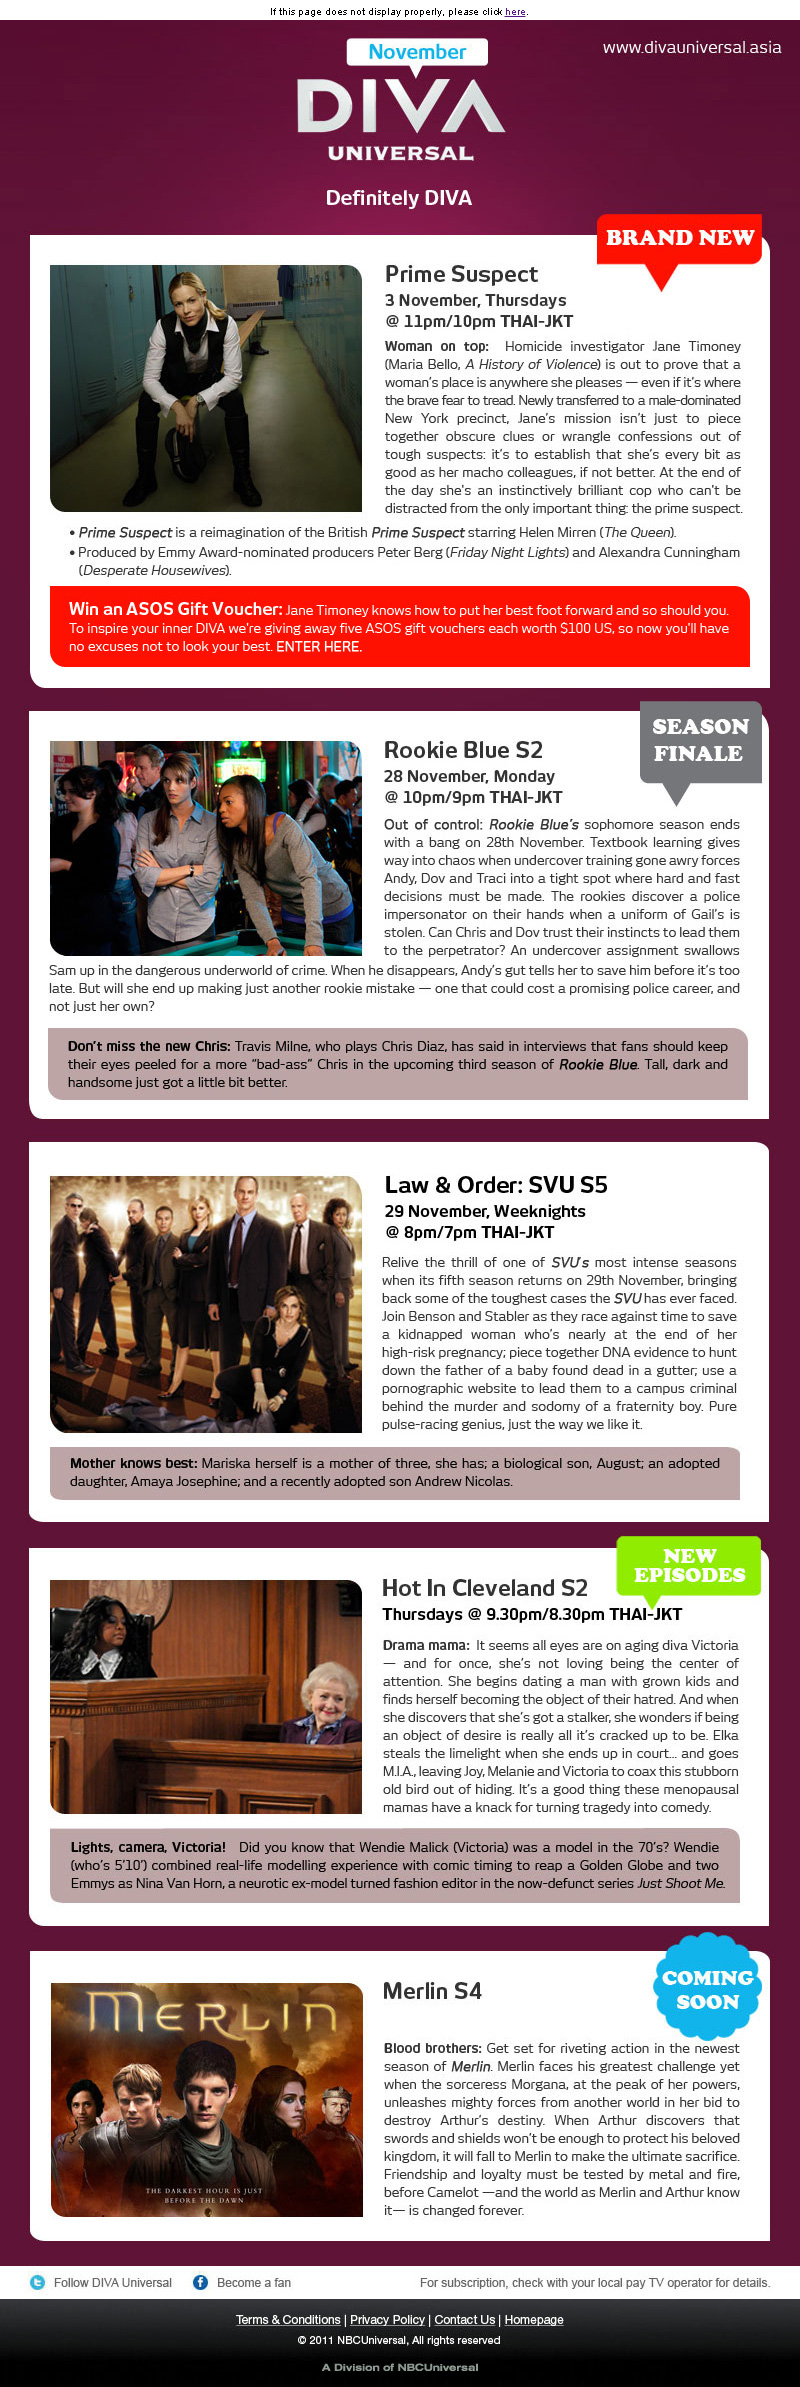 If this page does not display properly, please click here.
November
www.divauniversal.asia
DIVA
UNIVERSAL
Definitely DIVA
BRAND NEW
Prime Suspect
3 November, Thursdays
@ 11pm/10pm THAI-JKT
Woman on top: Homicide investigator Jane Timoney
(Maria Bello, A History of Violence) is out to prove that a
woman's place is anywhere she pleases — even if it's where
the brave fear to tread. Newly transferred to a male-dominated
New York precinct, Jane's mission isn't just to piece
together obscure clues or wrangle confessions out of
tough suspects: it's to establish that she's every bit as
good as her macho colleagues, if not better. At the end of
the day she's an instinctively brilliant cop who can't be
distracted from the only important thing: the prime suspect.
• Prime Suspect is a reimagination of the British Prime Suspect starring Helen Mirren (The Queen).
• Produced by Emmy Award-nominated producers Peter Berg (Friday Night Lights) and Alexandra Cunningham
(Desperate Housewives).
Win an ASOS Gift Voucher: Jane Timoney knows how to put her best foot forward and so should you.
To inspire your inner DIVA we're giving away five ASOS gift vouchers each worth $100 US, so now you'll have
no excuses not to look your best. ENTER HERE.
SEASON
FINALE
Rookie Blue S2
28 November, Monday
@ 10pm/9pm THAI-JKT
Out of control: Rookie Blue's sophomore season ends
with a bang on 28th November. Textbook learning gives
way into chaos when undercover training gone awry forces
Andy, Dov and Traci into a tight spot where hard and fast
decisions must be made. The rookies discover a police
impersonator on their hands when a uniform of Gail's is
stolen. Can Chris and Dov trust their instincts to lead them
to the perpetrator? An undercover assignment swallows
Sam up in the dangerous underworld of crime. When he disappears, Andy's gut tells her to save him before it's too
late. But will she end up making just another rookie mistake — one that could cost a promising police career, and
not just her own?
Don't miss the new Chris: Travis Milne, who plays Chris Diaz, has said in interviews that fans should keep
their eyes peeled for a more "bad-ass" Chris in the upcoming third season of Rookie Blue. Tall, dark and
handsome just got a little bit better.
Law & Order: SVU S5
29 November, Weeknights
@ 8pm/7pm THAI-JKT
Relive the thrill of one of SVU's most intense seasons
when its fifth season returns on 29th November, bringing
back some of the toughest cases the SVU has ever faced.
Join Benson and Stabler as they race against time to save
a kidnapped woman who's nearly at the end of her
high-risk pregnancy; piece together DNA evidence to hunt
down the father of a baby found dead in a gutter; use a
pornographic website to lead them to a campus criminal
behind the murder and sodomy of a fraternity boy. Pure
pulse-racing genius, just the way we like it.
Mother knows best: Mariska herself is a mother of three, she has; a biological son, August; an adopted
daughter, Amaya Josephine; and a recently adopted son Andrew Nicolas.
NEW
EPISODES
Hot In Cleveland S2
Thursdays @ 9.30pm/8.30pm THAI-JKT
Drama mama: It seems all eyes are on aging diva Victoria
— and for once, she's not loving being the center of
attention. She begins dating a man with grown kids and
finds herself becoming the object of their hatred. And when
she discovers that she's got a stalker, she wonders if being
an object of desire is really all it's cracked up to be. Elka
steals the limelight when she ends up in court... and goes
M.I.A., leaving Joy, Melanie and Victoria to coax this stubborn
old bird out of hiding. It's a good thing these menopausal
mamas have a knack for turning tragedy into comedy.
Lights, camera, Victoria! Did you know that Wendie Malick (Victoria) was a model in the 70's? Wendie
(who's 5'10') combined real-life modelling experience with comic timing to reap a Golden Globe and two
Emmys as Nina Van Horn, a neurotic ex-model turned fashion editor in the now-defunct series Just Shoot Me.
COMING
SOON
Merlin S4
MERLIN
THE DARKEST HOUR IS JUST
BEFORE THE DAWN
Blood brothers: Get set for riveting action in the newest
season of Merlin. Merlin faces his greatest challenge yet
when the sorceress Morgana, at the peak of her powers,
unleashes mighty forces from another world in her bid to
destroy Arthur's destiny. When Arthur discovers that
swords and shields won't be enough to protect his beloved
kingdom, it will fall to Merlin to make the ultimate sacrifice.
Friendship and loyalty must be tested by metal and fire,
before Camelot —and the world as Merlin and Arthur know
it— is changed forever.
Follow DIVA Universal
Become a fan
For subscription, check with your local pay TV operator for details.
Terms & Conditions | Privacy Policy | Contact Us | Homepage
© 2011 NBCUniversal, All rights reserved
A Division of NBCUniversal